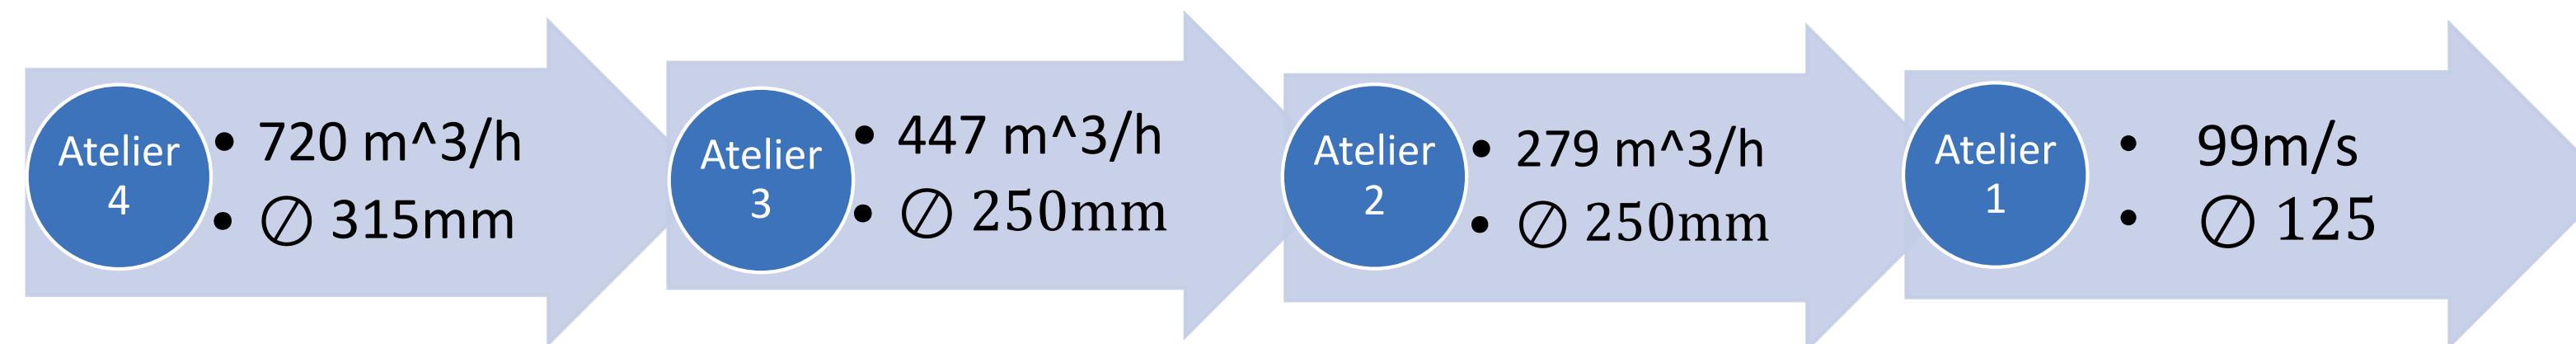 Atelier
4
• 720 m^3/h
• ∅ 315mm
Atelier
3
• 447 m^3/h
• ∅ 250mm
Atelier
2
• 279 m^3/h
• ∅ 250mm
Atelier
1
• 99m/s
• ∅ 125